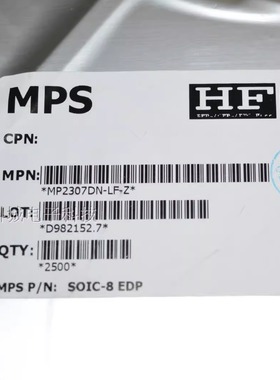 MPS
HF
CPN:
MPN:
*MP2307DN-LF-Z*
LOT:
*D982152.7*
QTY:
*2500*
MPS P/N: SOIC-8 EDP